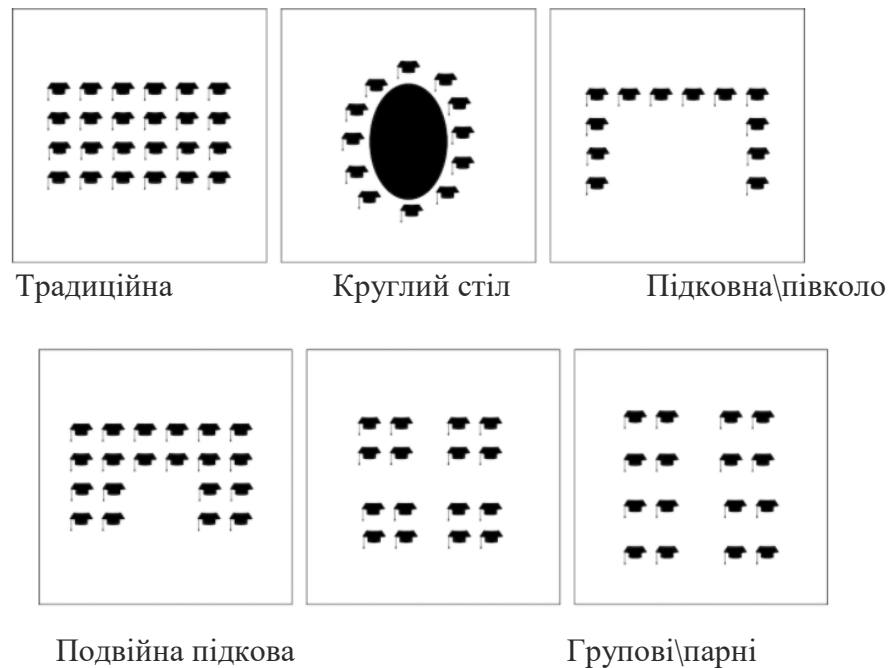 Традиційна Круглий стіл Підковна\півколо
Подвійна підкова Групові\парні